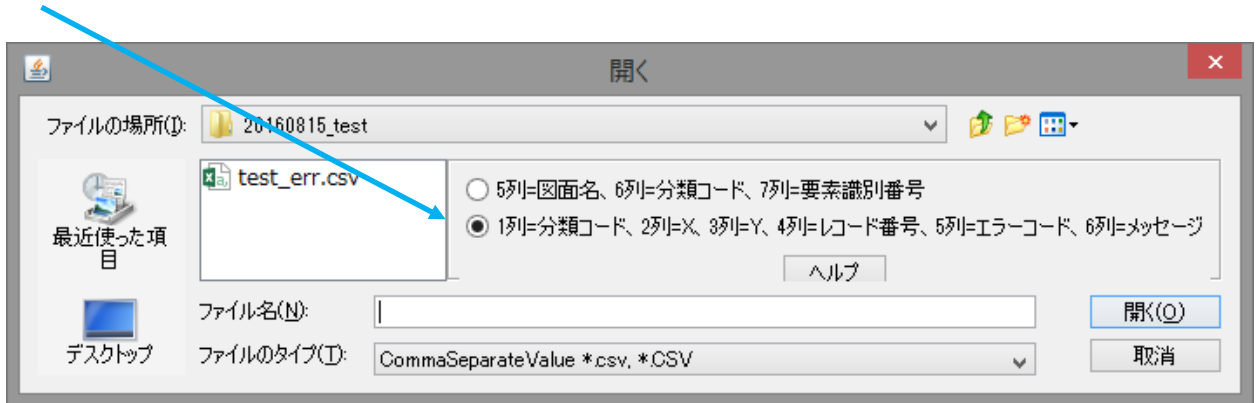 開く
ファイルの場所(I): 20160815_test
test_err.csv
5列=図面名、6列=分類コード、7列=要素識別番号
1列=分類コード、2列=X、3列=Y、4列=レコード番号、5列=エラーコード、6列=メッセージ
ヘルプ
最近使った項
目
デスクトップ
ファイル名(N):
開く(O)
ファイルのタイプ(T): CommaSeparateValue *.csv, *.CSV
取消